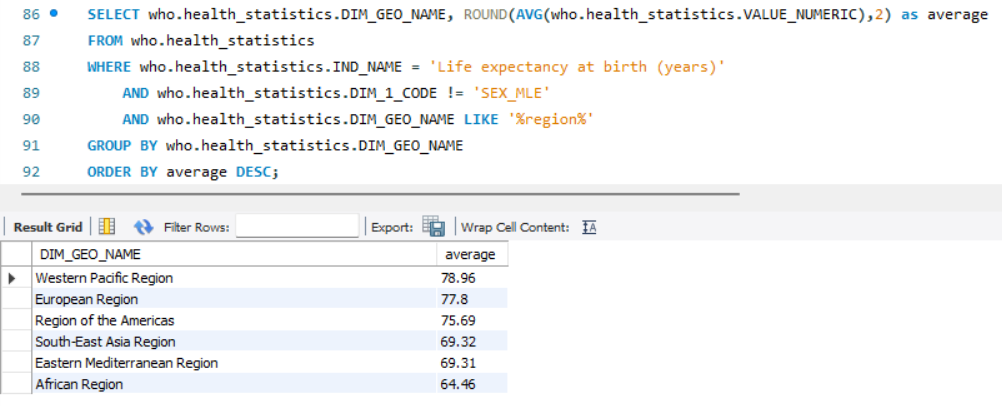 86 SELECT who.health_statistics.DIM_GEO_NAME, ROUND(AVG(who.health_statistics.VALUE_NUMERIC),2) as average
87 FROM who.health_statistics
88 WHERE who.health_statistics.IND_NAME = 'Life expectancy at birth (years)'
89 AND who.health_statistics.DIM_1_CODE != 'SEX_MLE'
90 AND who.health_statistics.DIM_GEO_NAME LIKE '%region%'
91 GROUP BY who.health_statistics.DIM_GEO_NAME
92 ORDER BY average DESC;
Result Grid Filter Rows: Export: Wrap Cell Content: IA
DIM_GEO_NAME average
Western Pacific Region 78.96
European Region 77.8
Region of the Americas 75.69
South-East Asia Region 69.32
Eastern Mediterranean Region 69.31
African Region 64.46